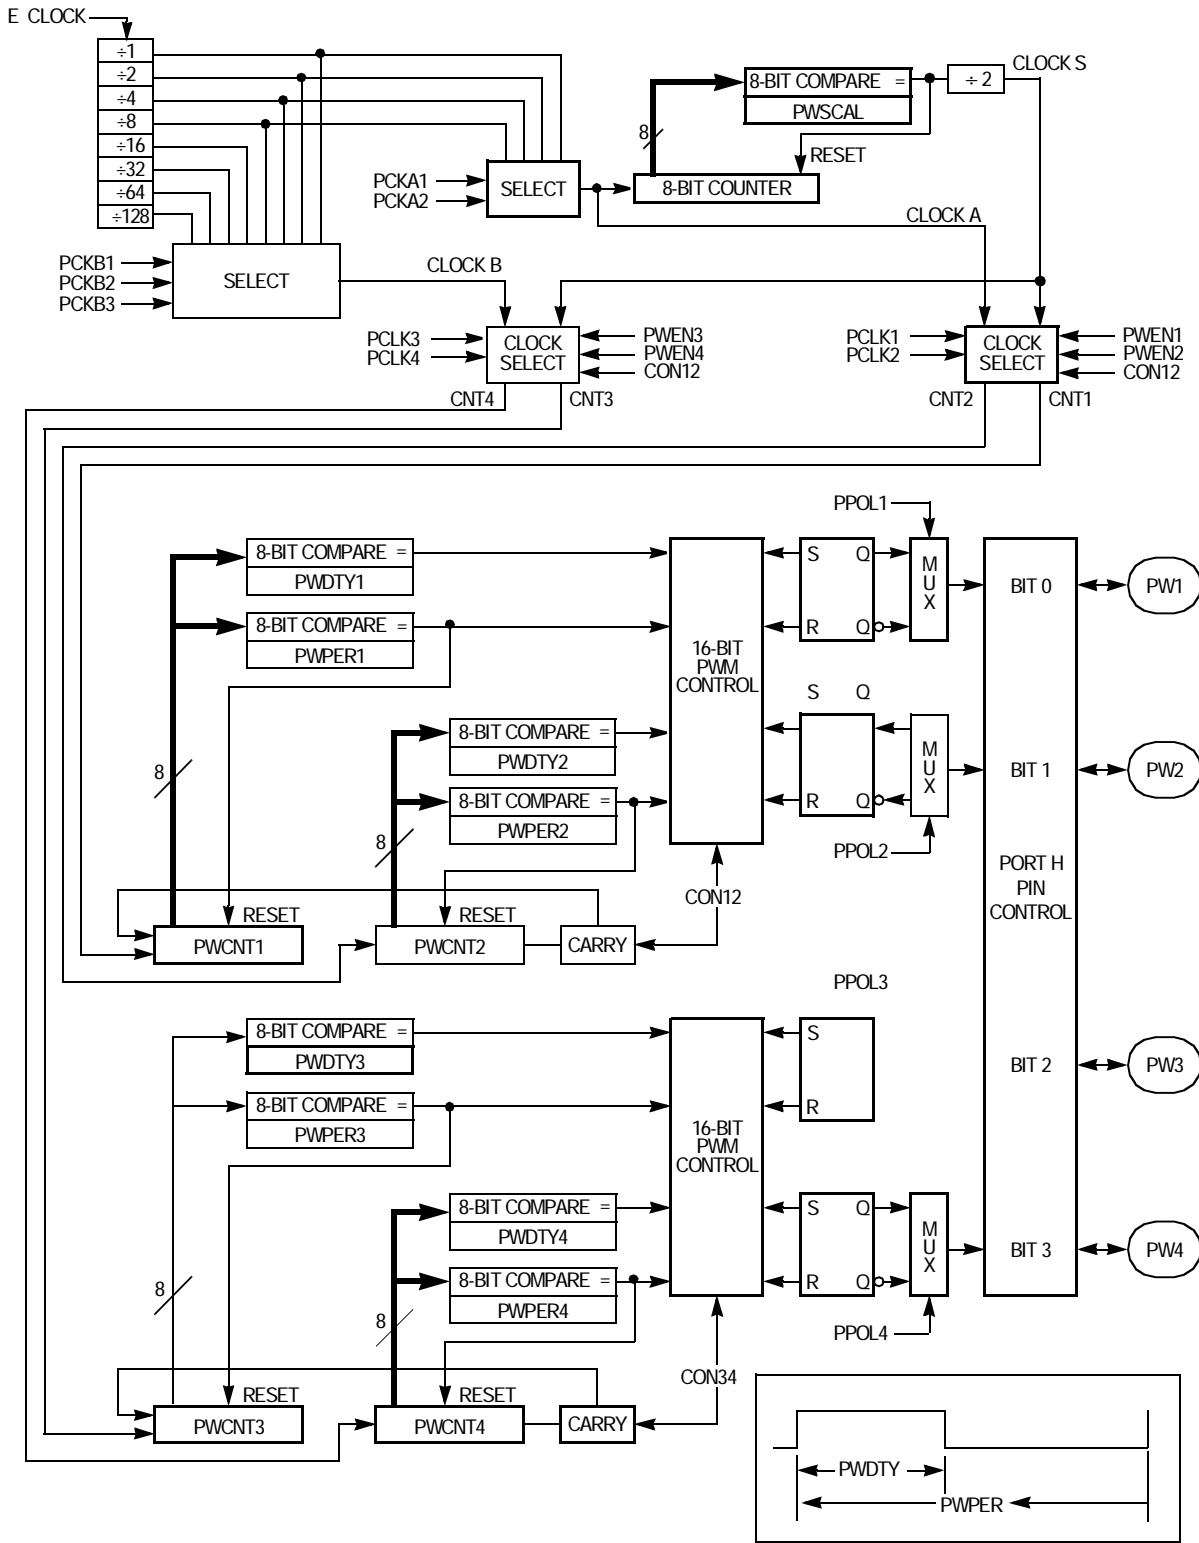 E CLOCK
÷1
÷2
÷4
÷8
÷16
÷32
÷64
÷128
CLOCK S
8-BIT COMPARE =
PWSCAL
÷ 2
8
RESET
8-BIT COUNTER
PCKA1
PCKA2
SELECT
CLOCK A
PCKB1
PCKB2
PCKB3
SELECT
CLOCK B
PCLK3
PCLK4
CLOCK
SELECT
PWEN3
PWEN4
CON12
PCLK1
PCLK2
CLOCK
SELECT
PWEN1
PWEN2
CON12
CNT4
CNT3
CNT2
CNT1
PPOL1
8-BIT COMPARE =
PWDTY1
8-BIT COMPARE =
PWPER1
16-BIT
PWM
CONTROL
S Q
R Q
MUX
BIT 0
PW1
S Q
8-BIT COMPARE =
PWDTY2
8-BIT COMPARE =
PWPER2
8
8
R Q
MUX
BIT 1
PW2
PPOL2
PORT H
PIN
CONTROL
CON12
RESET
PWCNT1
RESET
PWCNT2
CARRY
PPOL3
8-BIT COMPARE =
PWDTY3
8-BIT COMPARE =
PWPER3
16-BIT
PWM
CONTROL
S
R
BIT 2
PW3
8-BIT COMPARE =
PWDTY4
8-BIT COMPARE =
PWPER4
8
8
S Q
R Q
MUX
BIT 3
PW4
PPOL4
CON34
RESET
PWCNT3
RESET
PWCNT4
CARRY
PWDTY
PWPER